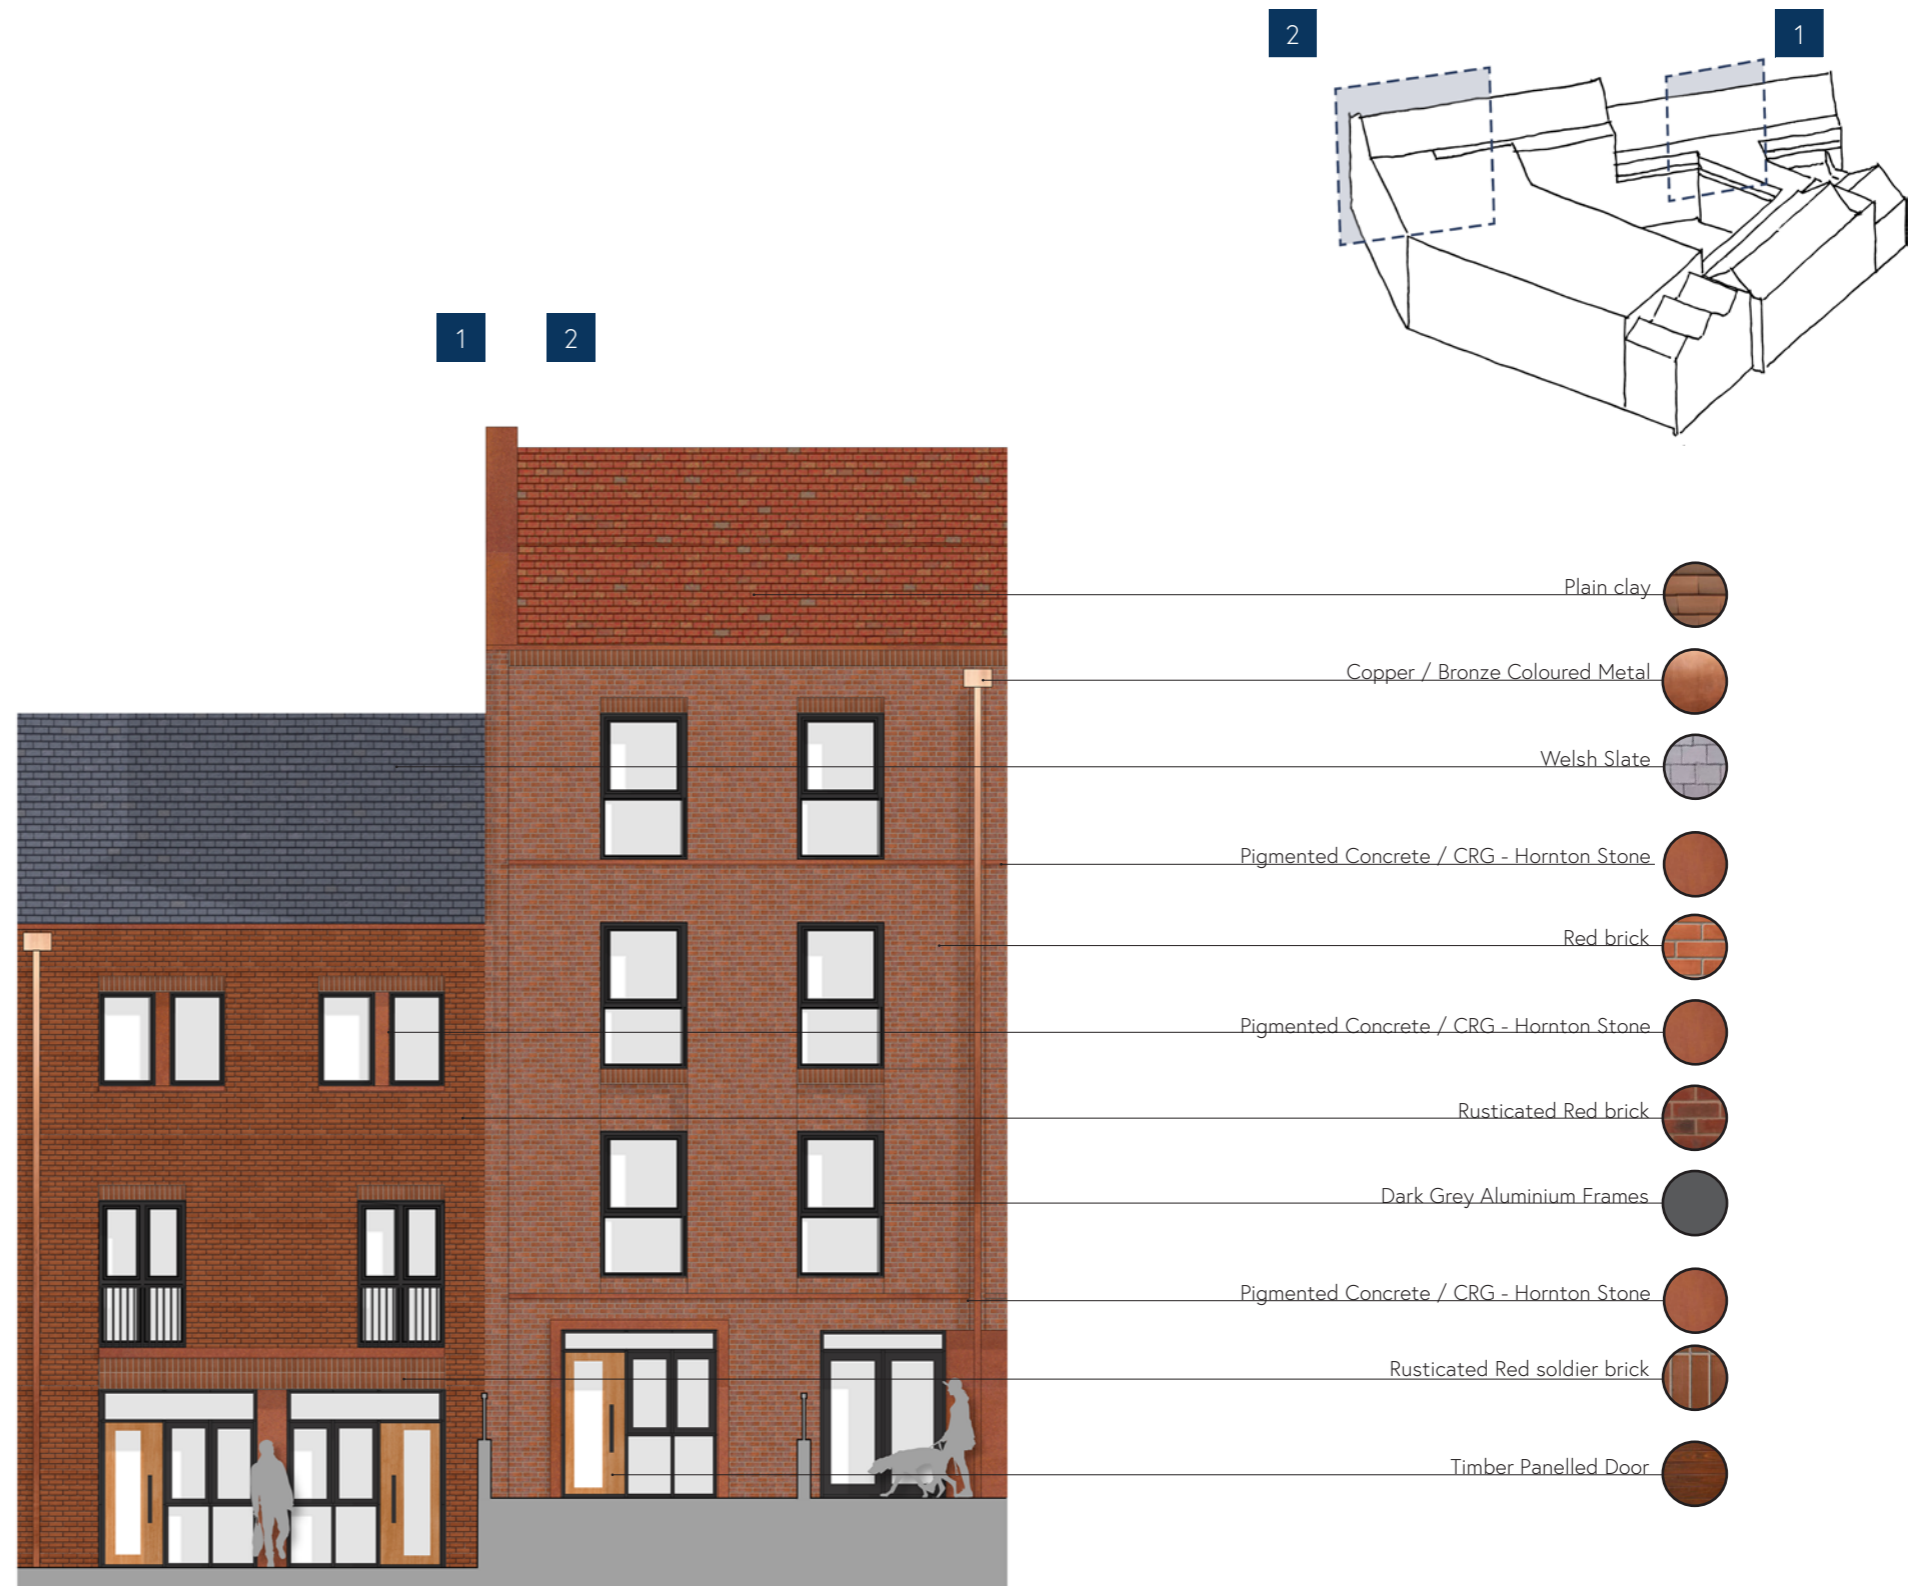 2
1
1
2
Plain clay
Copper / Bronze Coloured Metal
Welsh Slate
Pigmented Concrete / CRG - Hornton Stone
Red brick
Pigmented Concrete / CRG - Hornton Stone
Rusticated Red brick
Dark Grey Aluminium Frames
Pigmented Concrete / CRG - Hornton Stone
Rusticated Red soldier brick
Timber Panelled Door